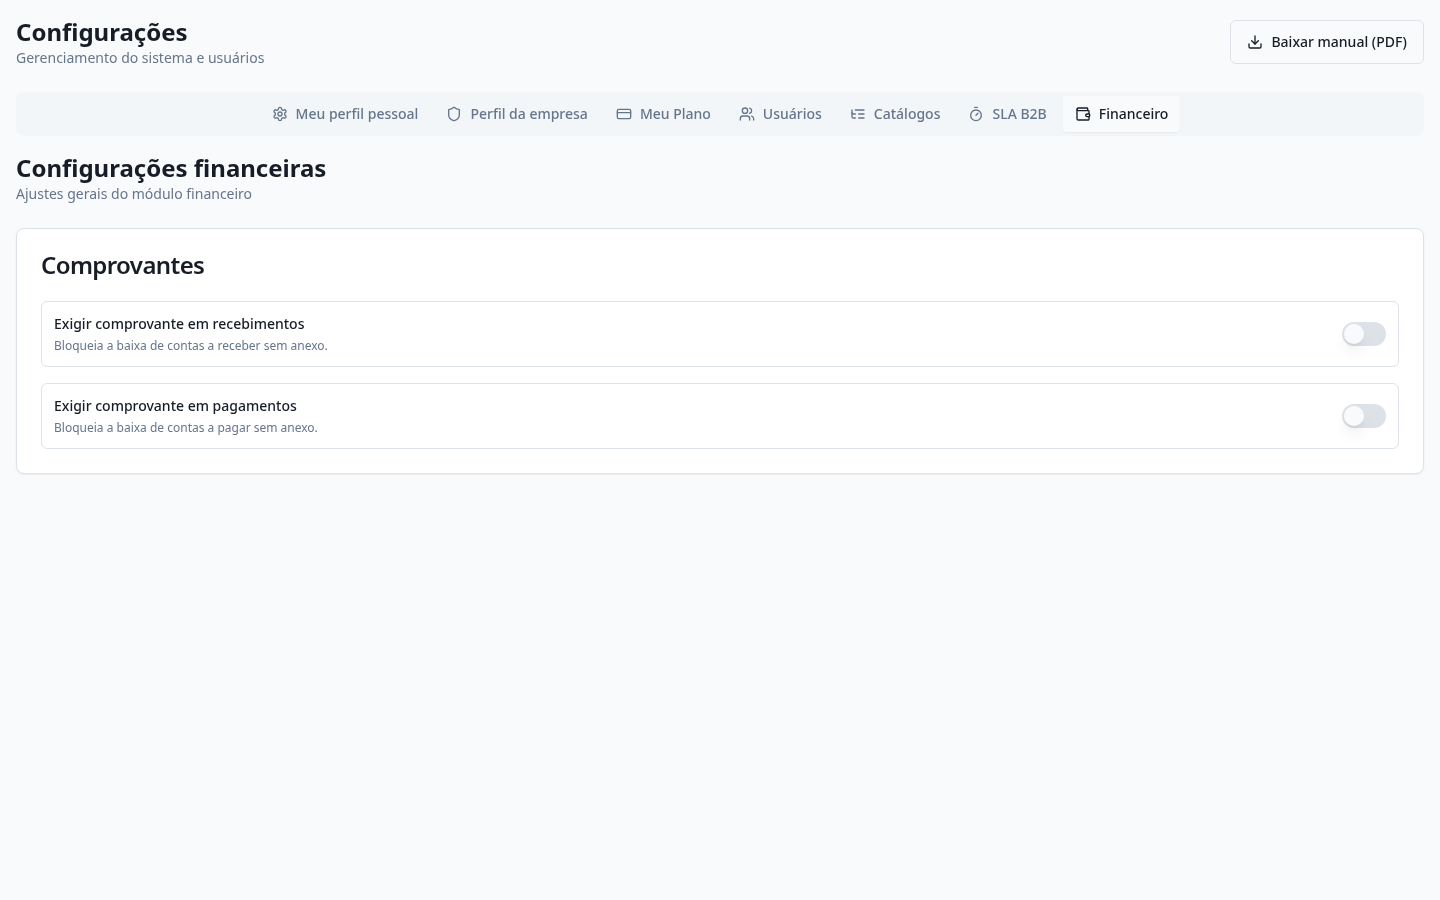 Configurações
Gerenciamento do sistema e usuários
Baixar manual (PDF)
Meu perfil pessoal
Perfil da empresa
Meu Plano
Usuários
Catálogos
SLA B2B
Financeiro
Configurações financeiras
Ajustes gerais do módulo financeiro
Comprovantes
Exigir comprovante em recebimentos
Bloqueia a baixa de contas a receber sem anexo.
Exigir comprovante em pagamentos
Bloqueia a baixa de contas a pagar sem anexo.